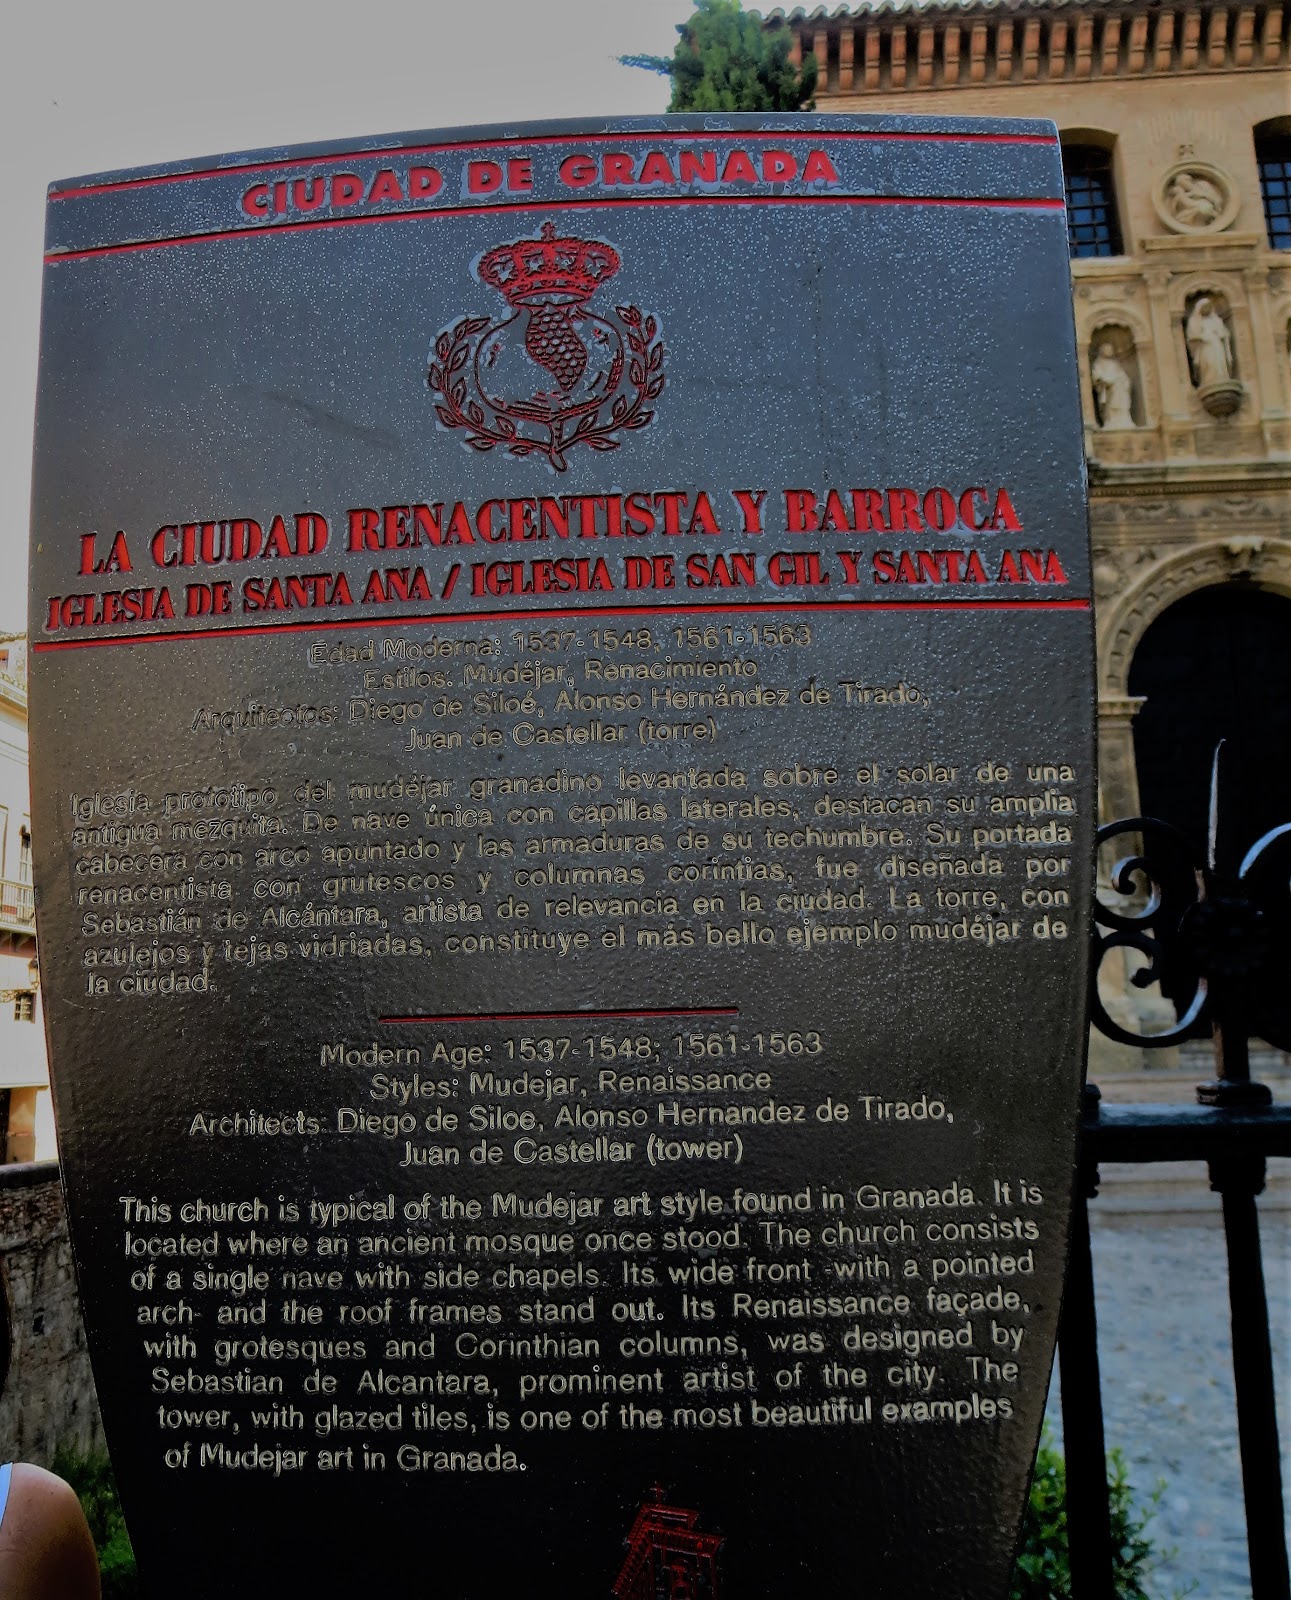 CIUDAD DE GRANADA
LA CIUDAD RENACENTISTA Y BARROCA
IGLESIA DE SANTA ANA / IGLESIA DE SAN GIL Y SANTA ANA
Edad Moderna: 1537-1548, 1561-1563
Estilos: Mudéjar, Renacimiento
Arquitectos: Diego de Siloé, Alonso Hernández de Tirado,
Juan de Castellar (torre)
Iglesia prototipo del mudéjar granadino levantada sobre el solar de una
antigua mezquita. De nave única con capillas laterales, destacan su amplia
cabecera con arco apuntado y las armaduras de su techumbre. Su portada
renacentista con grutescos y columnas corintias, fue diseñada por
Sebastián de Alcántara, artista de relevancia en la ciudad. La torre, con
azulejos y tejas vidriadas, constituye el más bello ejemplo mudéjar de
la ciudad.
Modern Age: 1537-1548; 1561-1563
Styles: Mudejar, Renaissance
Architects: Diego de Siloe, Alonso Hernandez de Tirado,
Juan de Castellar (tower)
This church is typical of the Mudejar art style found in Granada. It is
located where an ancient mosque once stood. The church consists
of a single nave with side chapels. Its wide front -with a pointed
arch- and the roof frames stand out. Its Renaissance façade,
with grotesques and Corinthian columns, was designed by
Sebastian de Alcantara, prominent artist of the city. The
tower, with glazed tiles, is one of the most beautiful examples
of Mudejar art in Granada.